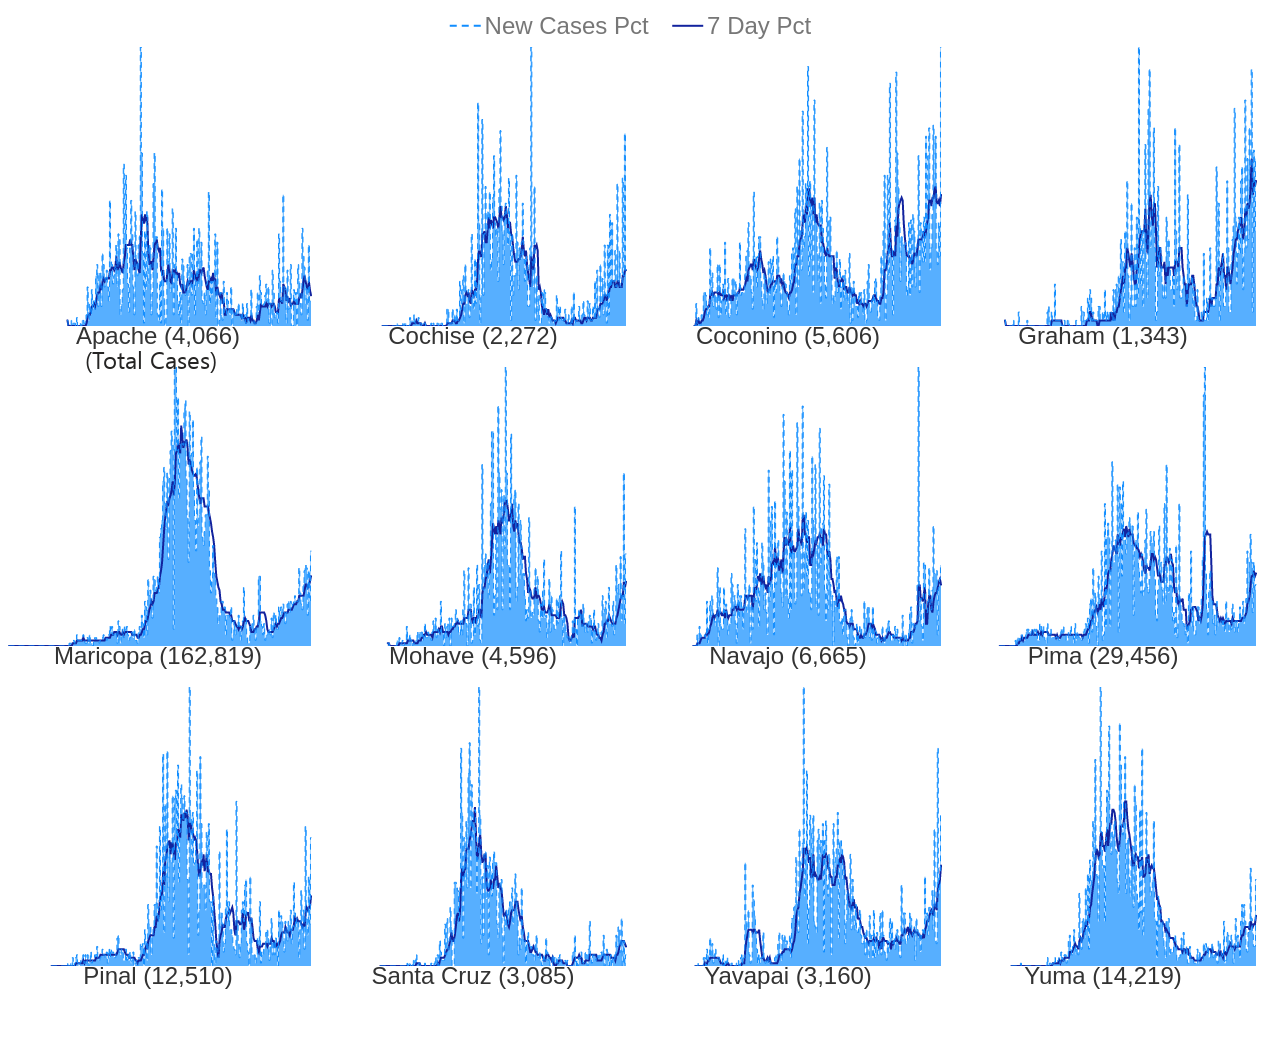 New Cases Pct 7 Day Pct
Apache (4,066) Cochise (2,272) Coconino (5,606) Graham (1,343)
(Total Cases)
Maricopa (162,819) Mohave (4,596) Navajo (6,665) Pima (29,456)
Pinal (12,510) Santa Cruz (3,085) Yavapai (3,160) Yuma (14,219)